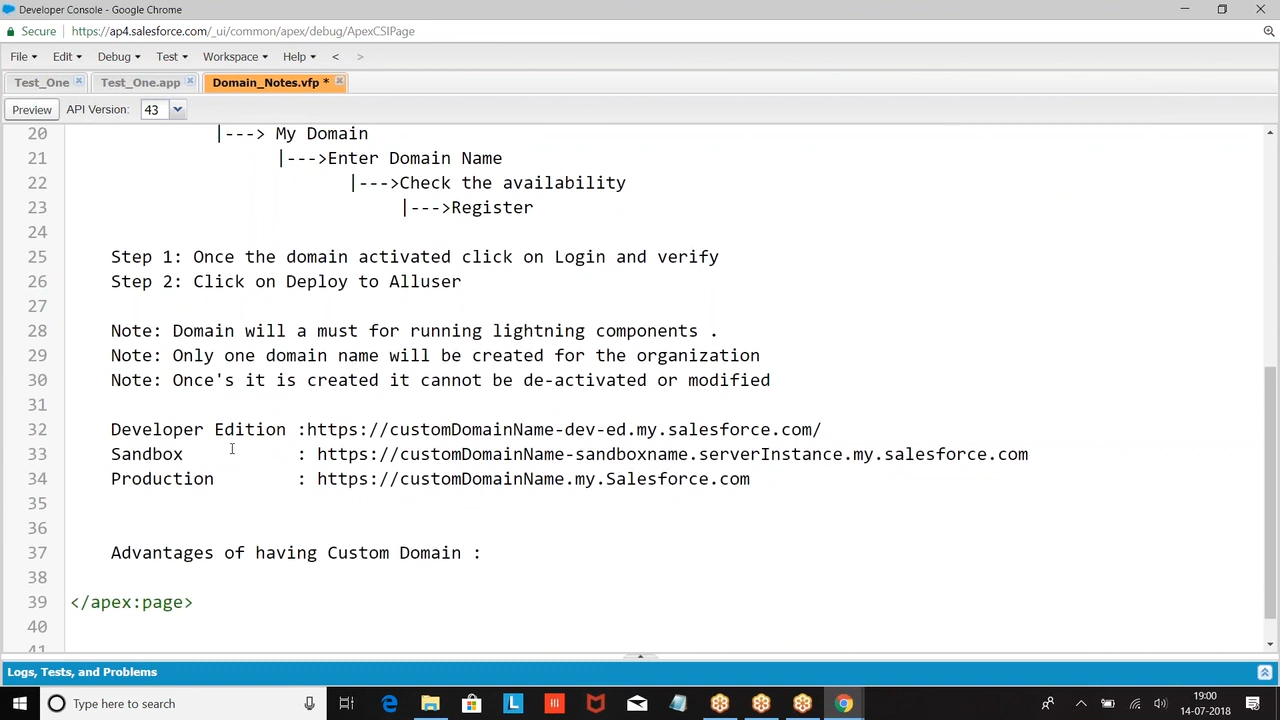 Developer Console - Google Chrome
Secure https://ap4.salesforce.com/_ui/common/apex/debug/ApexCSIPage
File Edit Debug Test Workspace Help < >
Test_One Test_One.app Domain_Notes.vfp *
Preview API Version: 43
20 |---> My Domain
21 |--->Enter Domain Name
22 |--->Check the availability
23 |--->Register
24
25 Step 1: Once the domain activated click on Login and verify
26 Step 2: Click on Deploy to Alluser
27
28 Note: Domain will a must for running lightning components .
29 Note: Only one domain name will be created for the organization
30 Note: Once's it is created it cannot be de-activated or modified
31
32 Developer Edition :https://customDomainName-dev-ed.my.salesforce.com/
33 Sandbox : https://customDomainName-sandboxname.serverInstance.my.salesforce.com
34 Production : https://customDomainName.my.Salesforce.com
35
36
37 Advantages of having Custom Domain :
38
39 </apex:page>
40
41
Logs, Tests, and Problems
Type here to search
19:00
14-07-2018